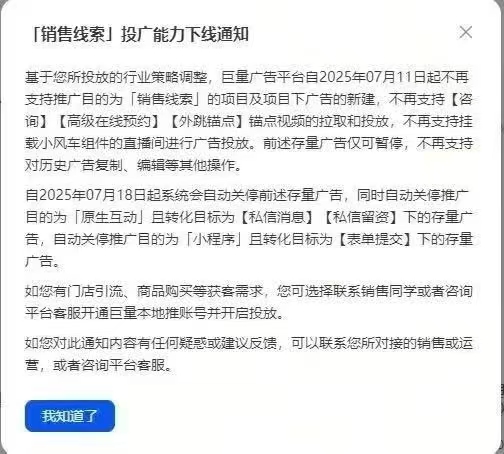 「销售线索」投广能力下线通知
基于您所投放的行业策略调整，巨量广告平台自2025年07月11日起不再
支持推广目的为「销售线索」的项目及项目下广告的新建，不再支持【咨
询】【高级在线预约】【外跳锚点】锚点视频的拉取和投放，不再支持挂
载小风车组件的直播间进行广告投放。前述存量广告仅可暂停，不再支持
对历史广告复制、编辑等其他操作。
自2025年07月18日起系统会自动关停前述存量广告，同时自动关停推广
目的为「原生互动」且转化目标为【私信消息】【私信留资】下的存量广
告，自动关停推广目的为「小程序」且转化目标为【表单提交】下的存量
广告。
如您有门店引流、商品购买等获客需求，您可选择联系销售同学或者咨询
平台客服开通巨量本地推账号并开启投放。
如您对此通知内容有任何疑惑或建议反馈，可以联系您所对接的销售或运
营，或者咨询平台客服。
我知道了